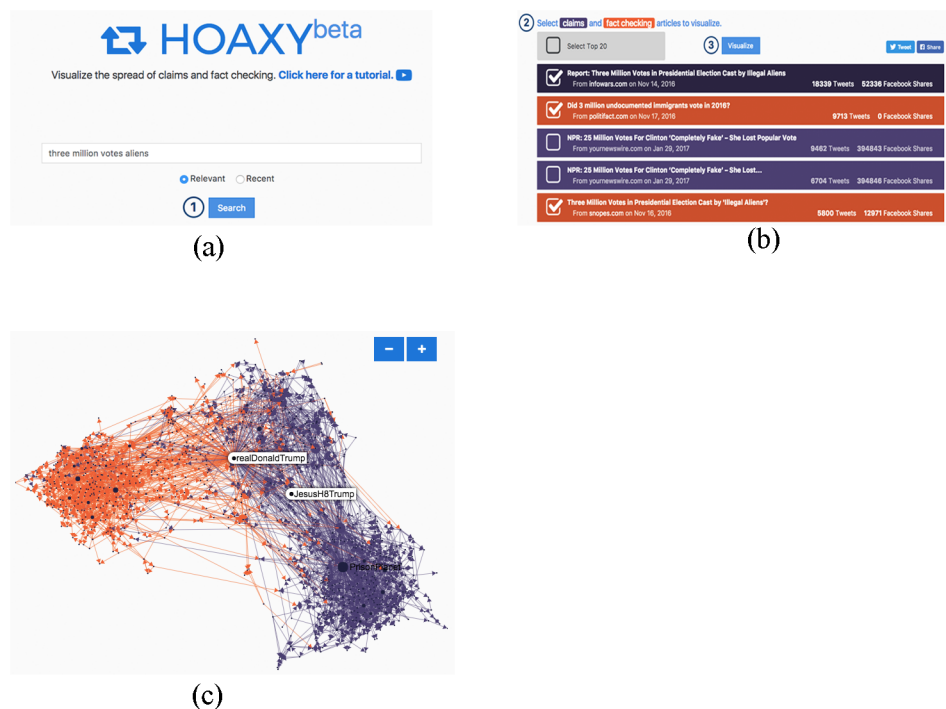 HOAXY beta
Visualize the spread of claims and fact checking. Click here for a tutorial.
three million votes aliens
Relevant Recent
1 Search
(a)
2 Select claims and fact checking articles to visualize.
Select Top 20
3 Visualize
Tweet Share
Report: Three Million Votes in Presidential Election Cast by Illegal Aliens
From infowars.com on Nov 14, 2016 18339 Tweets 52336 Facebook Shares
Did 3 million undocumented immigrants vote in 2016?
From politifact.com on Nov 17, 2016 9713 Tweets 0 Facebook Shares
NPR: 25 Million Votes For Clinton 'Completely Fake' – She Lost Popular Vote
From yournewswire.com on Jan 29, 2017 9462 Tweets 394843 Facebook Shares
NPR: 25 Million Votes For Clinton 'Completely Fake' – She Lost...
From yournewswire.com on Jan 29, 2017 6704 Tweets 394846 Facebook Shares
Three Million Votes in Presidential Election Cast by 'Illegal Aliens'?
From snopes.com on Nov 16, 2016 5800 Tweets 12971 Facebook Shares
(b)
− +
realDonaldTrump
JesusH8Trump
(c)